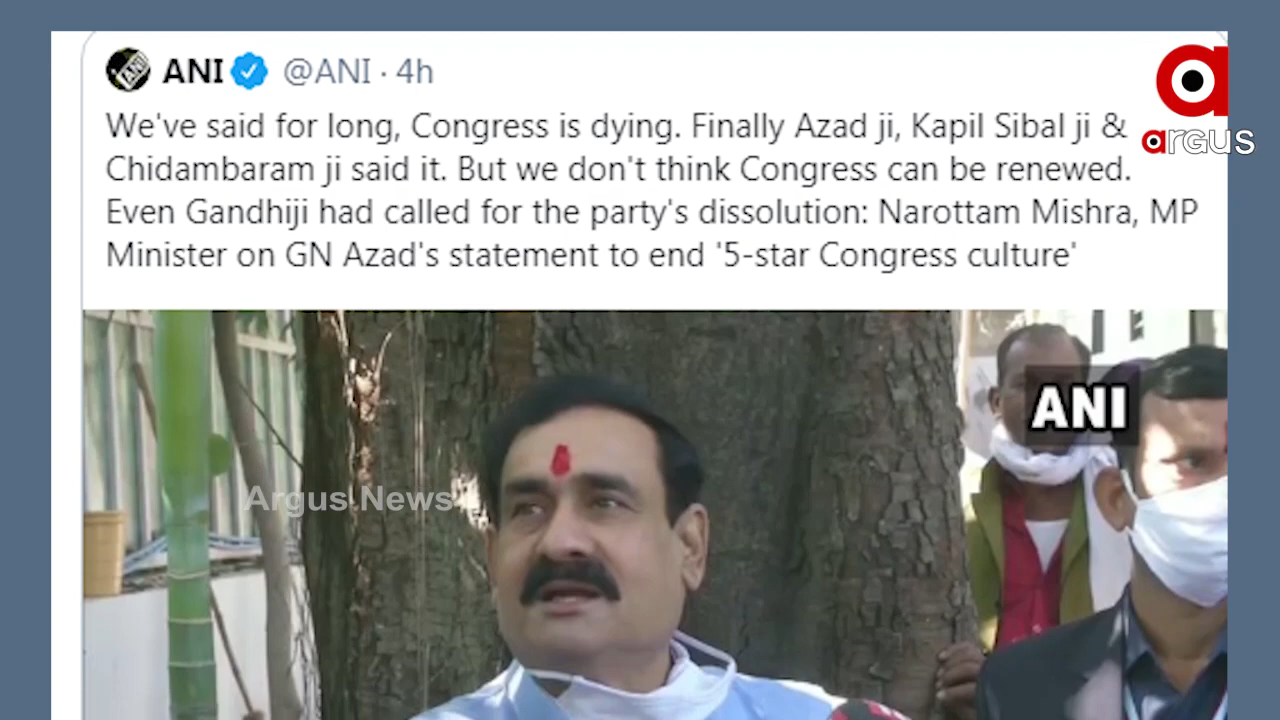 ANI @ANI · 4h
We've said for long, Congress is dying. Finally Azad ji, Kapil Sibal ji &
Chidambaram ji said it. But we don't think Congress can be renewed.
Even Gandhiji had called for the party's dissolution: Narottam Mishra, MP
Minister on GN Azad's statement to end '5-star Congress culture'
argus
ANI
Argus News